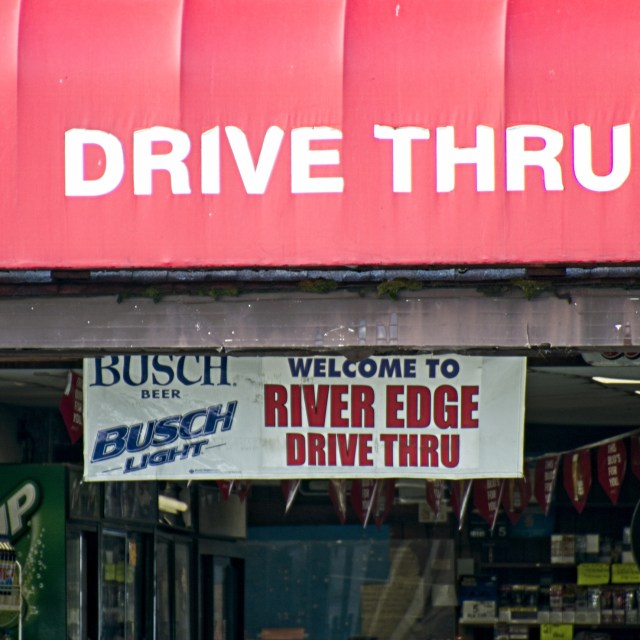 DRIVE THRU
BUSCH
BEER
BUSCH
LIGHT
WELCOME TO
RIVER EDGE
DRIVE THRU